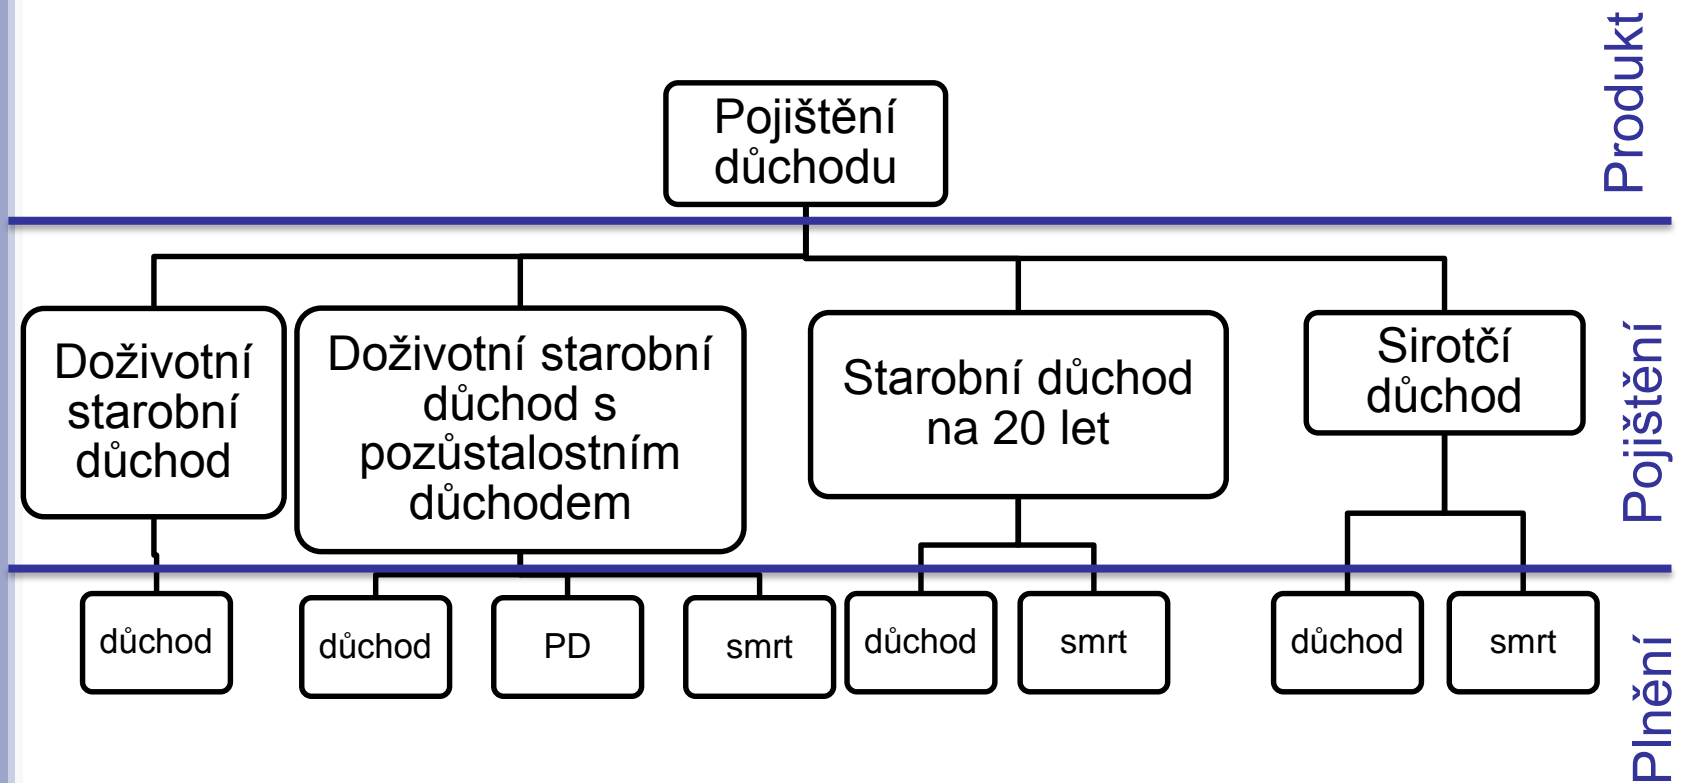 Produkt
Pojištění
důchodu
Doživotní
starobní
důchod
Doživotní starobní
důchod s
pozůstalostním
důchodem
Starobní důchod
na 20 let
Sirotčí
důchod
Pojištění
důchod
důchod
PD
smrt
důchod
smrt
důchod
smrt
Plnění